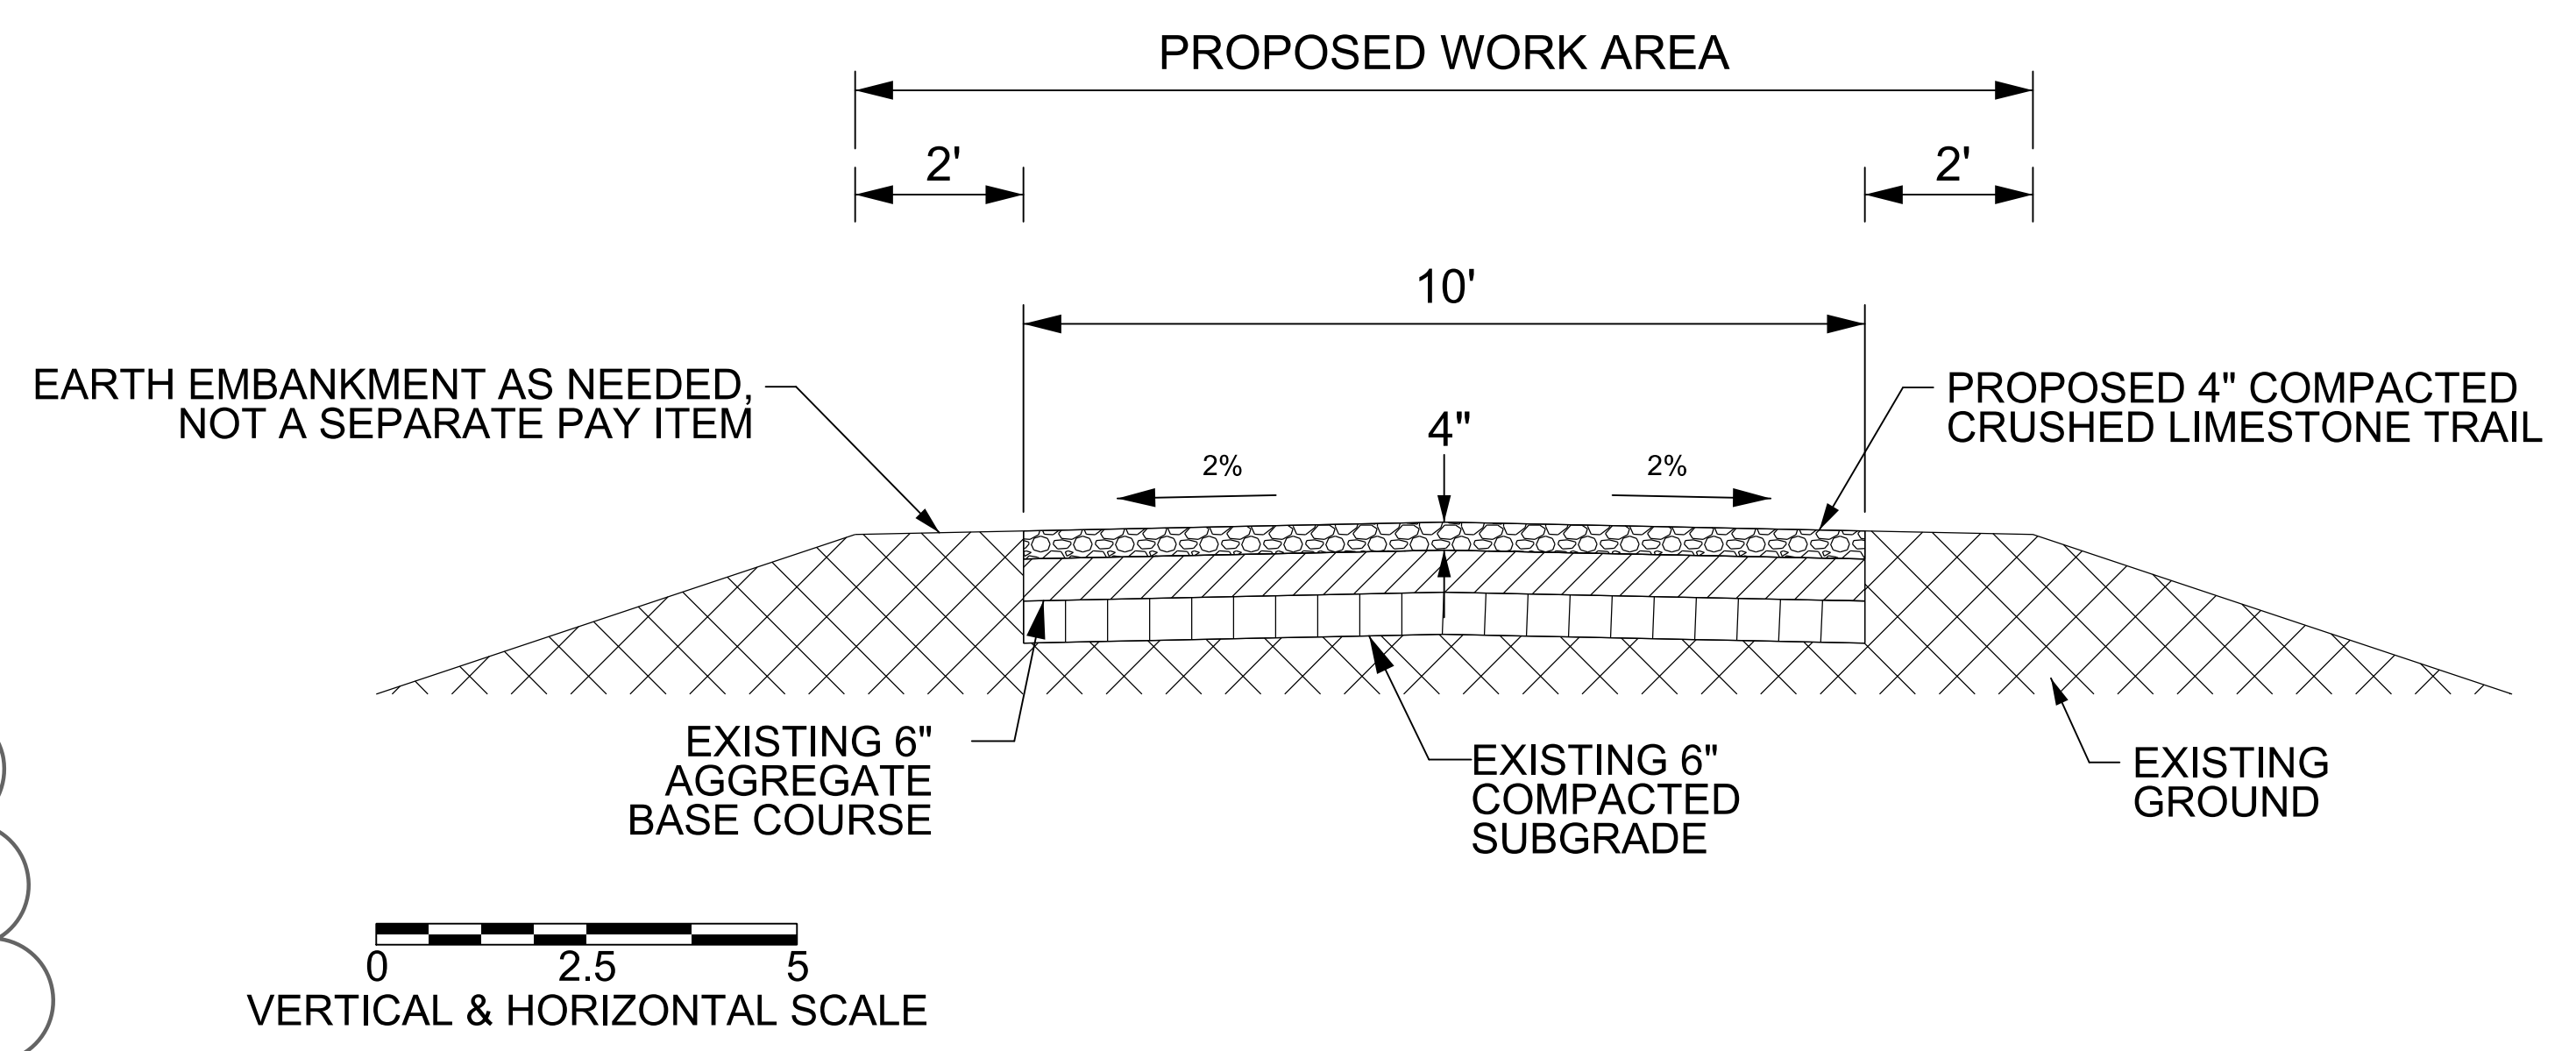 PROPOSED WORK AREA
2'
2'
10'
EARTH EMBANKMENT AS NEEDED,
NOT A SEPARATE PAY ITEM
4"
PROPOSED 4" COMPACTED
CRUSHED LIMESTONE TRAIL
2%
2%
EXISTING 6"
AGGREGATE
BASE COURSE
EXISTING 6"
COMPACTED
SUBGRADE
EXISTING
GROUND
0 2.5 5
VERTICAL & HORIZONTAL SCALE